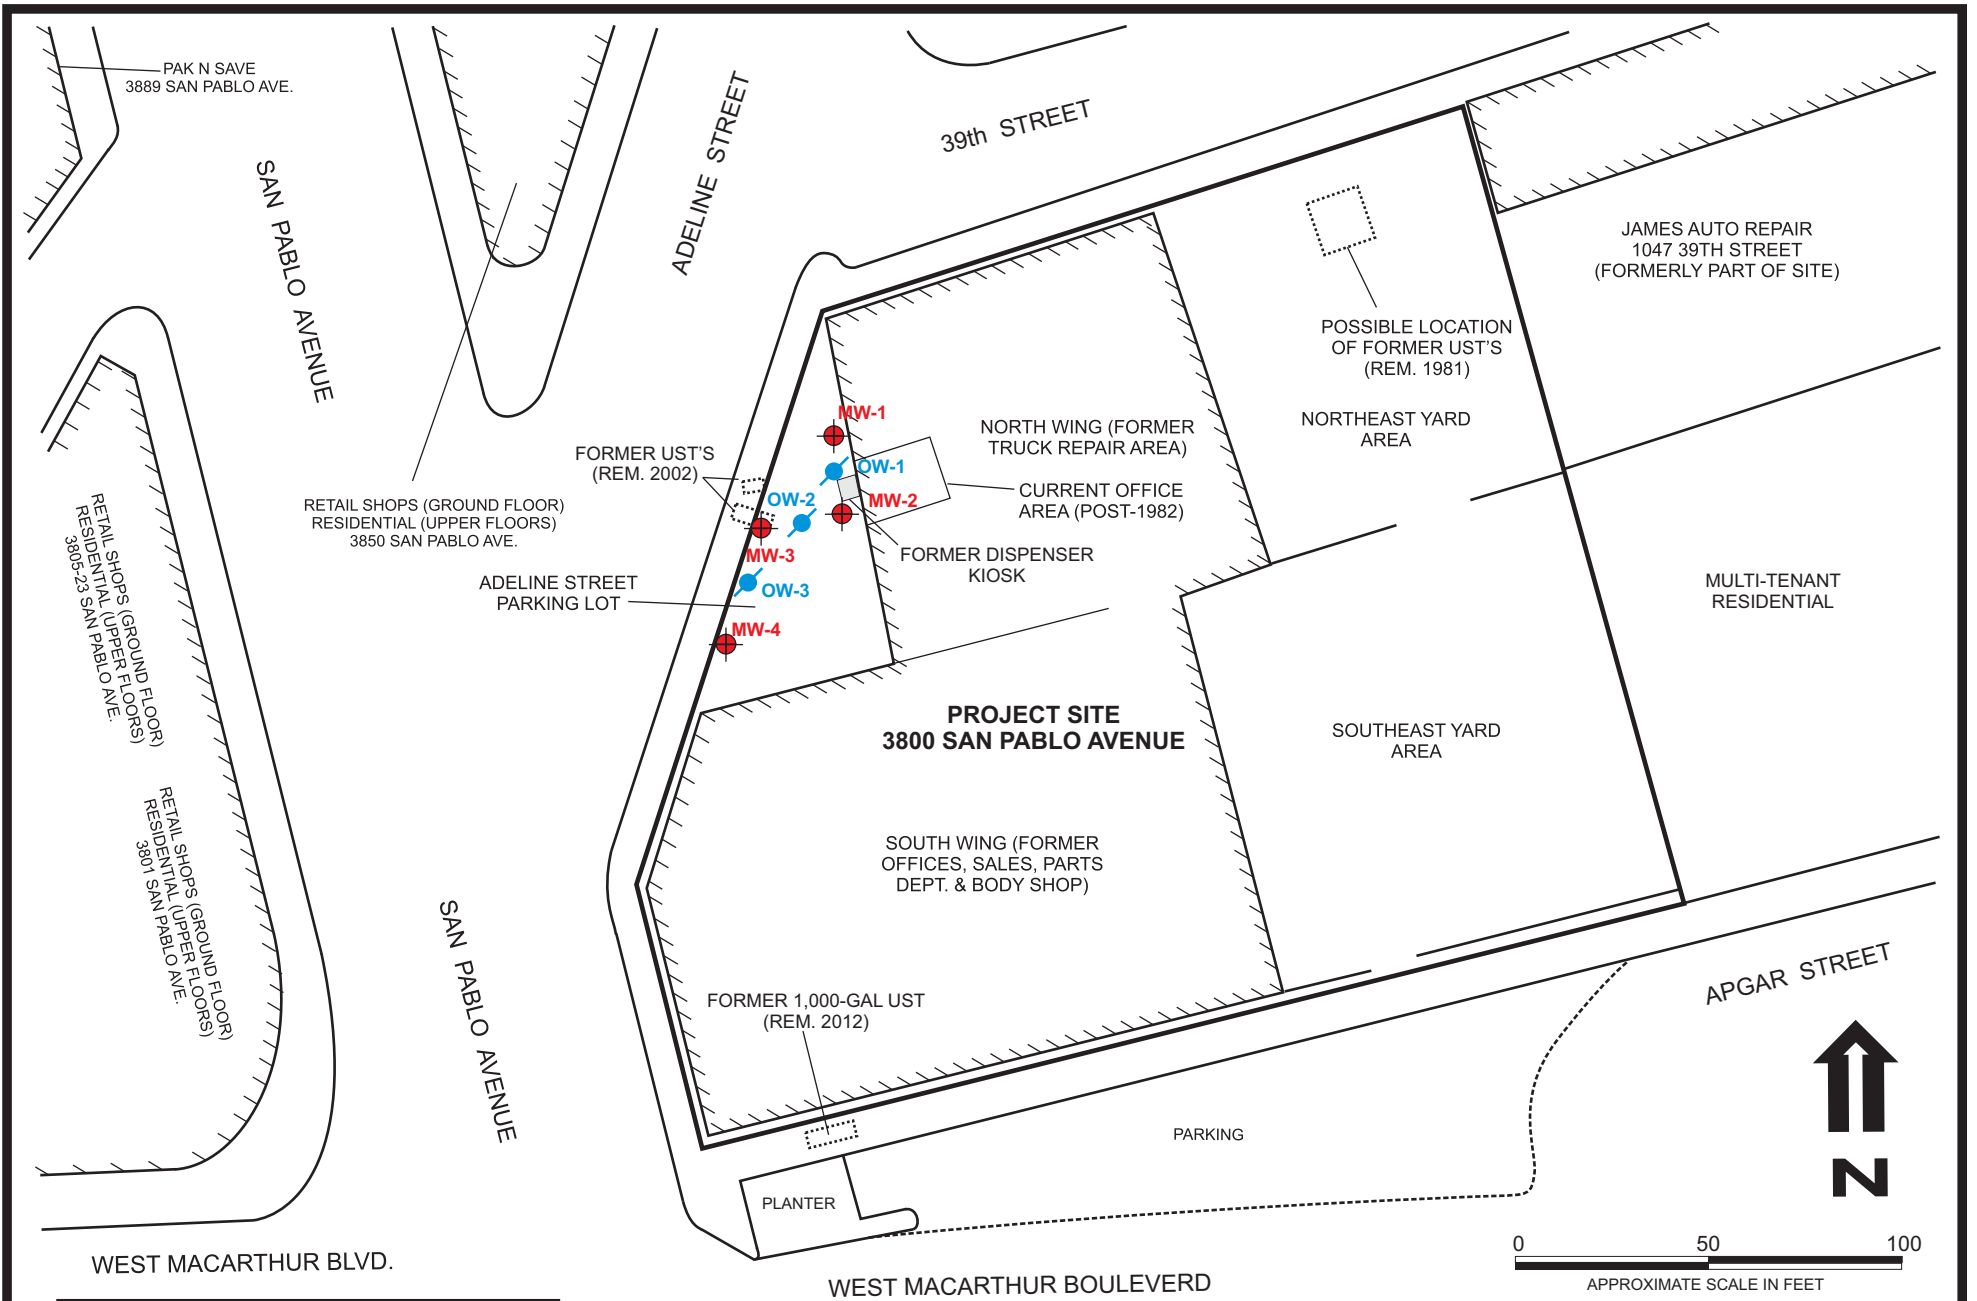 PAK N SAVE
3889 SAN PABLO AVE.
SAN PABLO AVENUE
ADELINE STREET
39th STREET
JAMES AUTO REPAIR
1047 39TH STREET
(FORMERLY PART OF SITE)
POSSIBLE LOCATION
OF FORMER UST'S
(REM. 1981)
NORTHEAST YARD
AREA
MW-1
NORTH WING (FORMER
TRUCK REPAIR AREA)
FORMER UST'S
(REM. 2002)
OW-1
OW-2
MW-2
CURRENT OFFICE
AREA (POST-1982)
RETAIL SHOPS (GROUND FLOOR)
RESIDENTIAL (UPPER FLOORS)
3850 SAN PABLO AVE.
MW-3
FORMER DISPENSER
KIOSK
ADELINE STREET
PARKING LOT
OW-3
MW-4
MULTI-TENANT
RESIDENTIAL
RETAIL SHOPS (GROUND FLOOR)
RESIDENTIAL (UPPER FLOORS)
3805-23 SAN PABLO AVE.
PROJECT SITE
3800 SAN PABLO AVENUE
SOUTHEAST YARD
AREA
RETAIL SHOPS (GROUND FLOOR)
RESIDENTIAL (UPPER FLOORS)
3801 SAN PABLO AVE.
SOUTH WING (FORMER
OFFICES, SALES, PARTS
DEPT. & BODY SHOP)
SAN PABLO AVENUE
FORMER 1,000-GAL UST
(REM. 2012)
APGAR STREET
PARKING
N
PLANTER
WEST MACARTHUR BLVD.
WEST MACARTHUR BOULEVERD
0 50 100
APPROXIMATE SCALE IN FEET